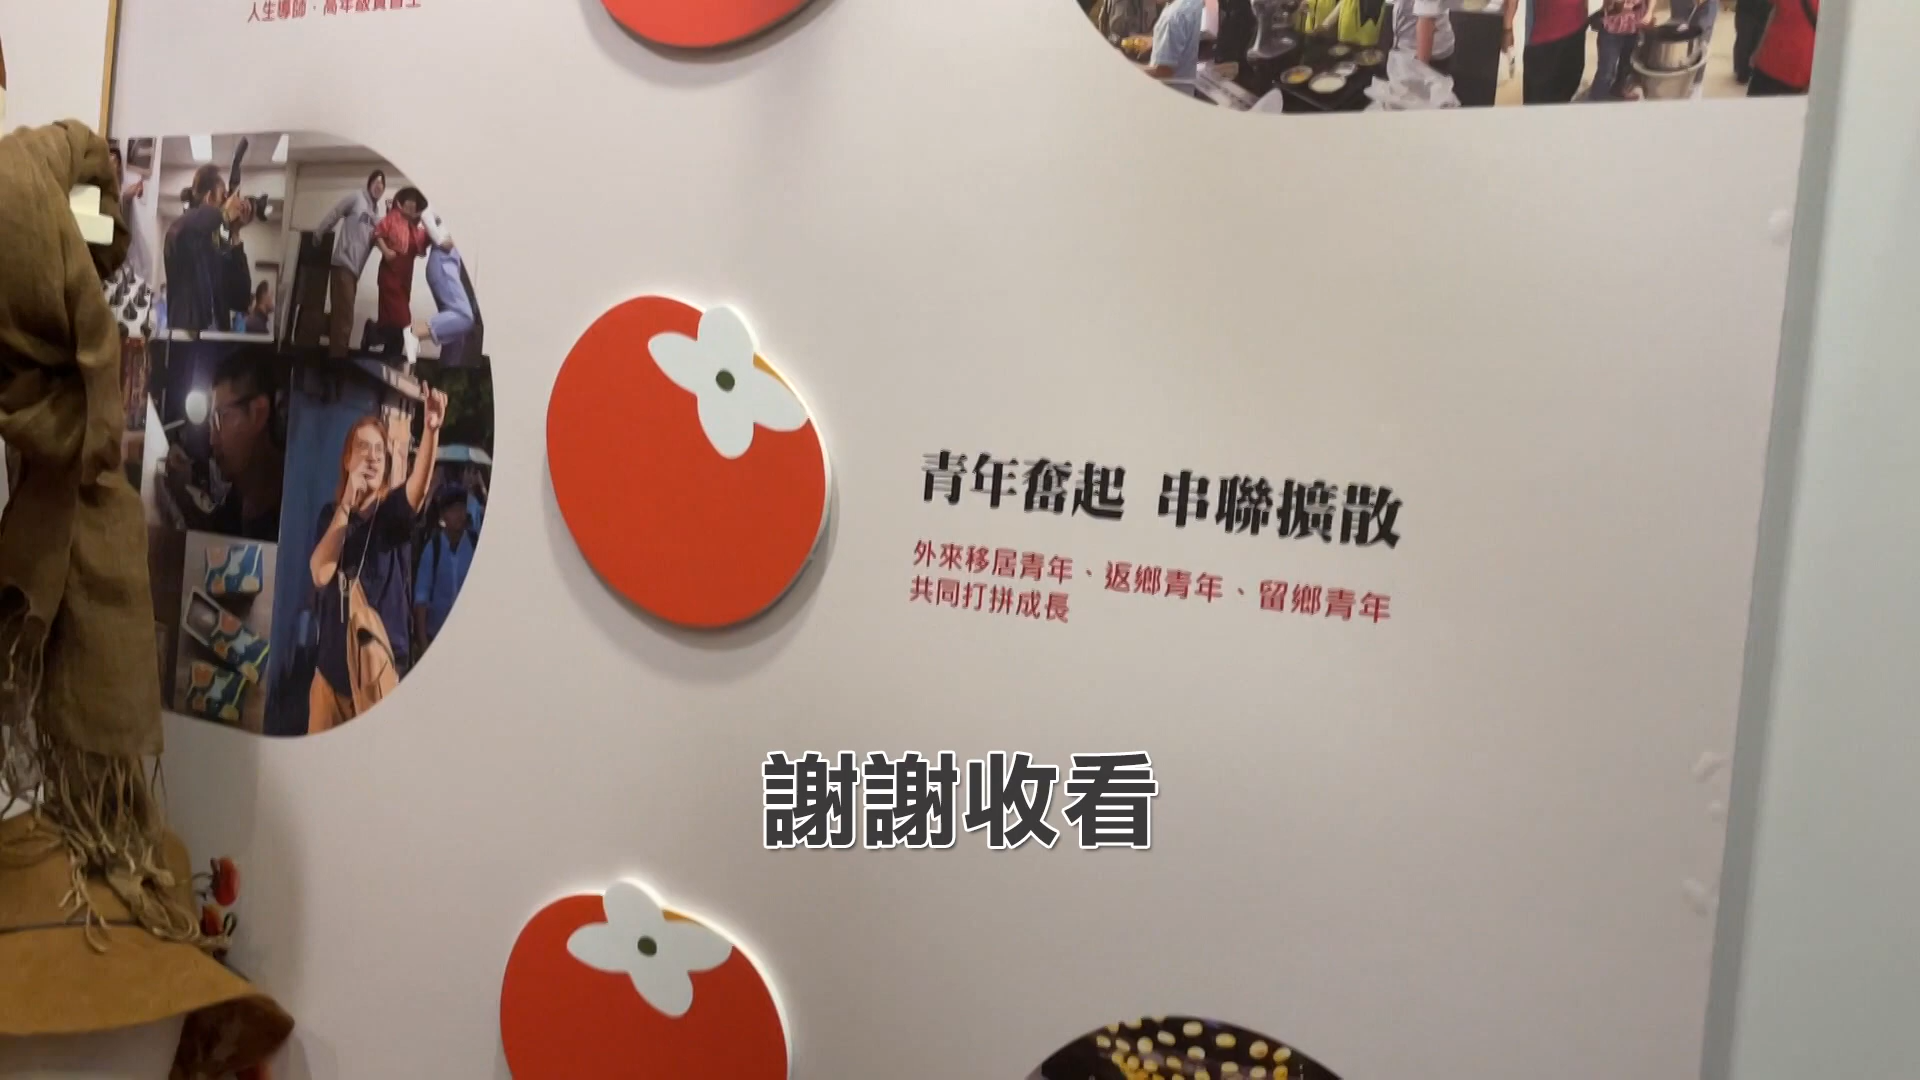 人生導師．高年級實習生
青年奮起 串聯擴散
外來移居青年、返鄉青年、留鄉青年
共同打拼成長
謝謝收看